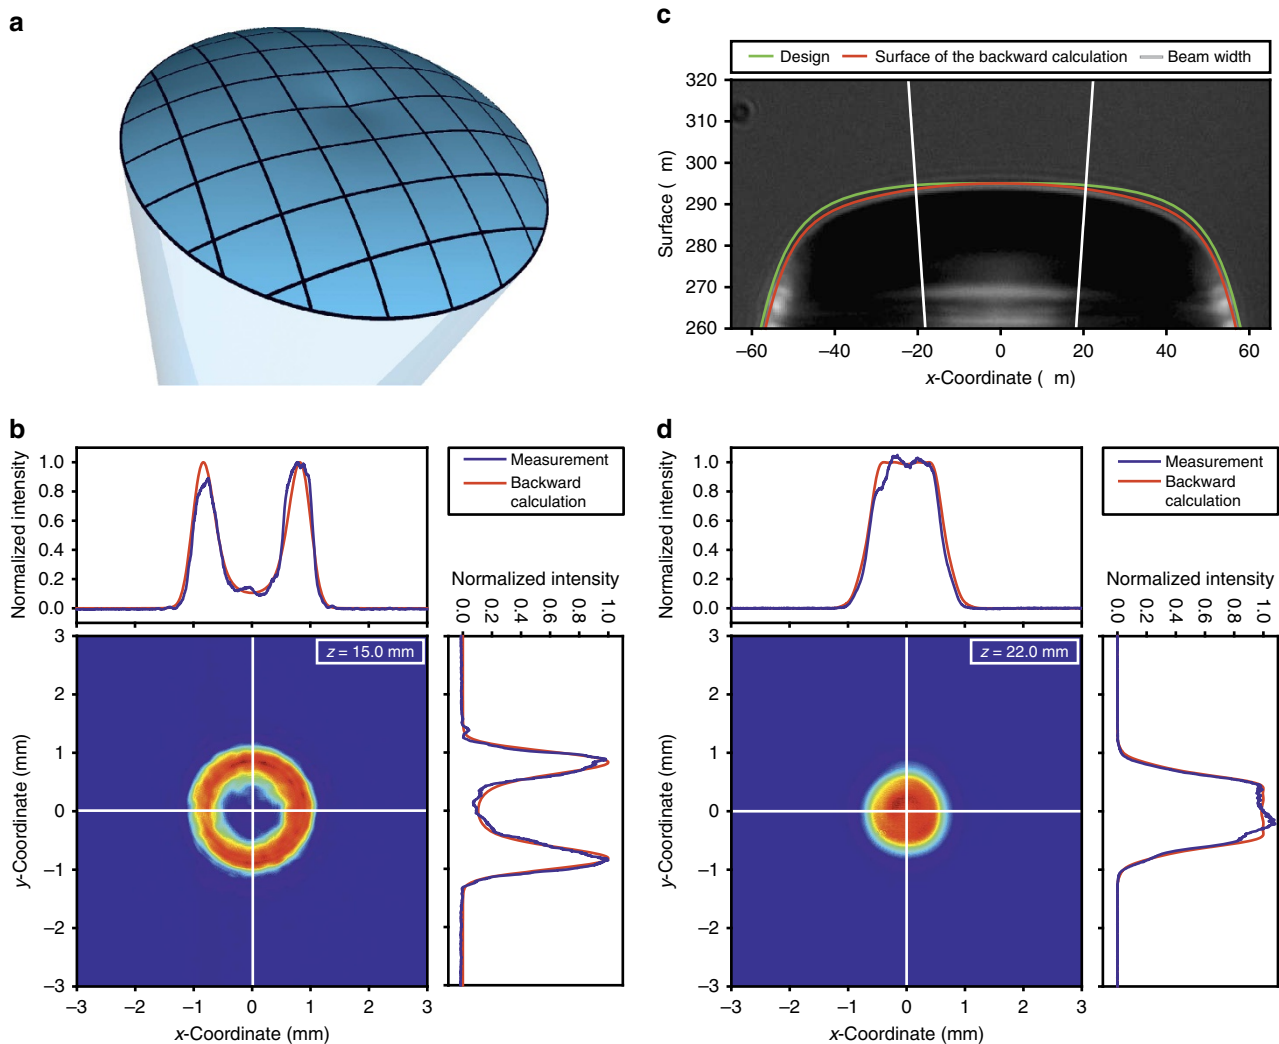 a
c
Design Surface of the backward calculation Beam width
320
310
300
290
280
270
260
Surface ( m)
–60 –40 –20 0 20 40 60
x-Coordinate ( m)
b
1.0
0.8
0.6
0.4
0.2
0.0
Normalized intensity
Measurement
Backward
calculation
Normalized intensity
0.0 0.2 0.4 0.6 0.8 1.0
z = 15.0 mm
3
2
1
0
–1
–2
–3
y-Coordinate (mm)
–3 –2 –1 0 1 2 3
x-Coordinate (mm)
d
1.0
0.8
0.6
0.4
0.2
0.0
Normalized intensity
Measurement
Backward
calculation
Normalized intensity
0.0 0.2 0.4 0.6 0.8 1.0
z = 22.0 mm
3
2
1
0
–1
–2
–3
y-Coordinate (mm)
–3 –2 –1 0 1 2 3
x-Coordinate (mm)